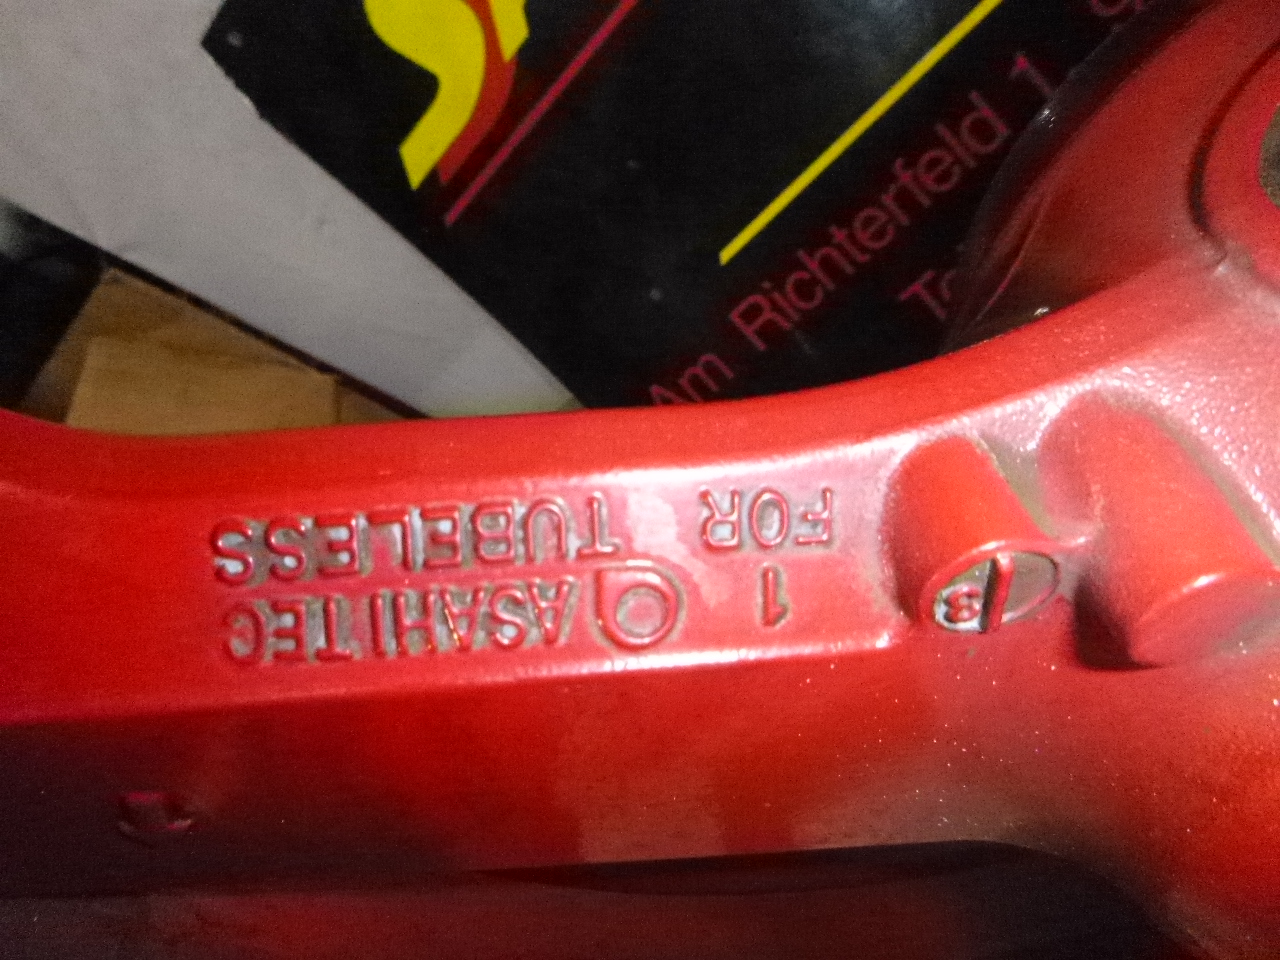 Am Richterfeld 1
FOR TUBELESS
1 ASAHITEC
3